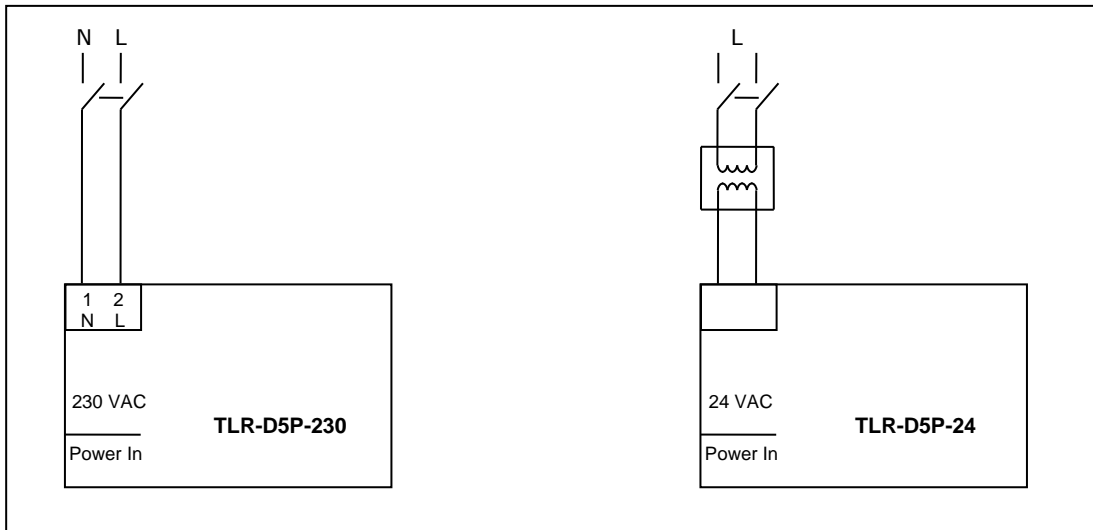 N L
1 2
N L
230 VAC
TLR-D5P-230
Power In
L
24 VAC
TLR-D5P-24
Power In